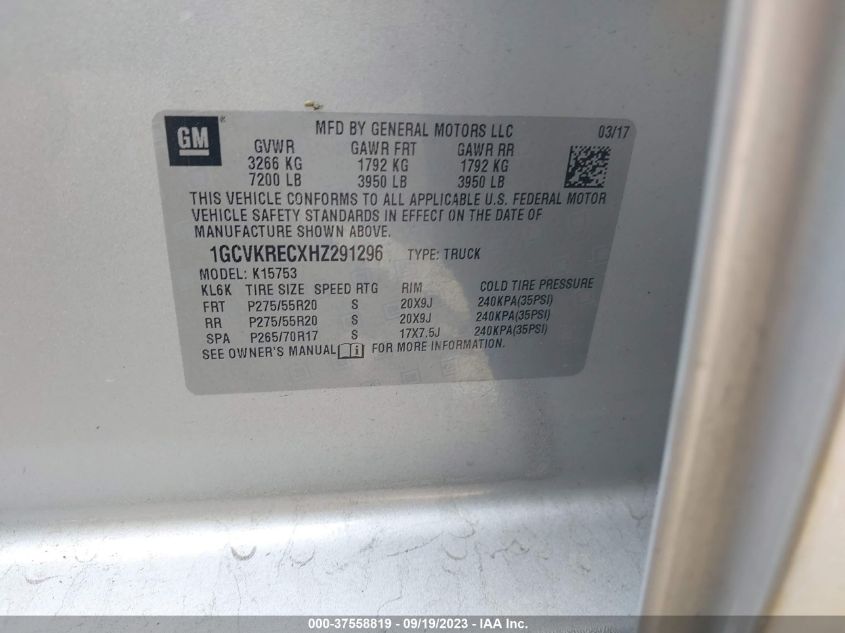 GM ®
MFD BY GENERAL MOTORS LLC 03/17
GVWR GAWR FRT GAWR RR
3266 KG 1792 KG 1792 KG
7200 LB 3950 LB 3950 LB
THIS VEHICLE CONFORMS TO ALL APPLICABLE U.S. FEDERAL MOTOR
VEHICLE SAFETY STANDARDS IN EFFECT ON THE DATE OF
MANUFACTURE SHOWN ABOVE.
1GCVKRECXHZ291296 TYPE: TRUCK
MODEL: K15753
KL6K TIRE SIZE SPEED RTG RIM COLD TIRE PRESSURE
FRT P275/55R20 S 20X9J 240KPA(35PSI)
RR P275/55R20 S 20X9J 240KPA(35PSI)
SPA P265/70R17 S 17X7.5J 240KPA(35PSI)
SEE OWNER'S MANUAL FOR MORE INFORMATION.
000-37558819 - 09/19/2023 - IAA Inc.